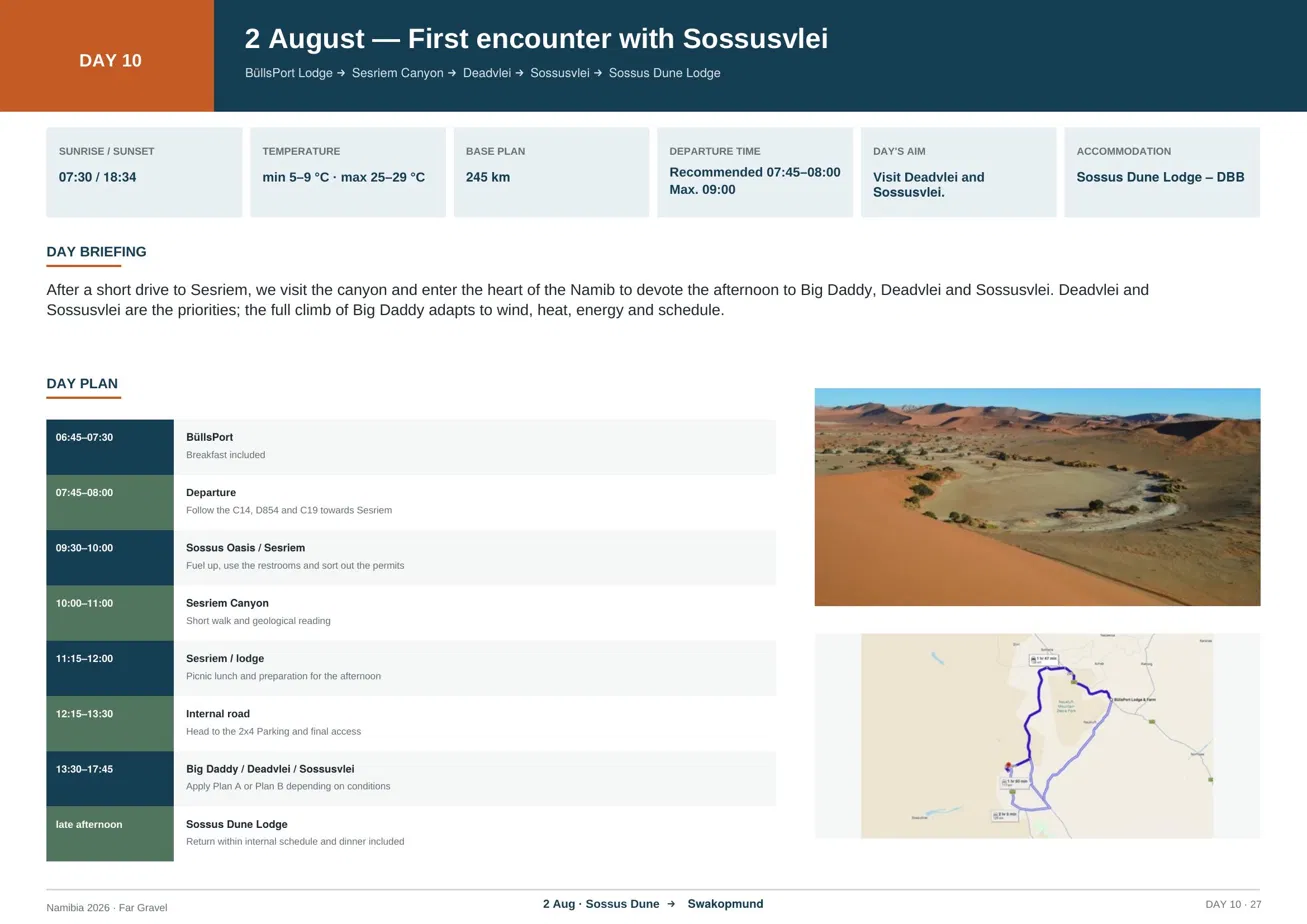 DAY 10
2 August — First encounter with Sossusvlei
BüllsPort Lodge → Sesriem Canyon → Deadvlei → Sossusvlei → Sossus Dune Lodge
SUNRISE / SUNSET
07:30 / 18:34
TEMPERATURE
min 5–9 °C · max 25–29 °C
BASE PLAN
245 km
DEPARTURE TIME
Recommended 07:45–08:00
Max. 09:00
DAY'S AIM
Visit Deadvlei and
Sossusvlei.
ACCOMMODATION
Sossus Dune Lodge – DBB
DAY BRIEFING
After a short drive to Sesriem, we visit the canyon and enter the heart of the Namib to devote the afternoon to Big Daddy, Deadvlei and Sossusvlei. Deadvlei and
Sossusvlei are the priorities; the full climb of Big Daddy adapts to wind, heat, energy and schedule.
DAY PLAN
06:45–07:30
BüllsPort
Breakfast included
07:45–08:00
Departure
Follow the C14, D854 and C19 towards Sesriem
09:30–10:00
Sossus Oasis / Sesriem
Fuel up, use the restrooms and sort out the permits
10:00–11:00
Sesriem Canyon
Short walk and geological reading
11:15–12:00
Sesriem / lodge
Picnic lunch and preparation for the afternoon
12:15–13:30
Internal road
Head to the 2x4 Parking and final access
13:30–17:45
Big Daddy / Deadvlei / Sossusvlei
Apply Plan A or Plan B depending on conditions
late afternoon
Sossus Dune Lodge
Return within internal schedule and dinner included
BüllsPort Lodge & Farm
Namibia 2026 · Far Gravel
2 Aug · Sossus Dune → Swakopmund
DAY 10 · 27